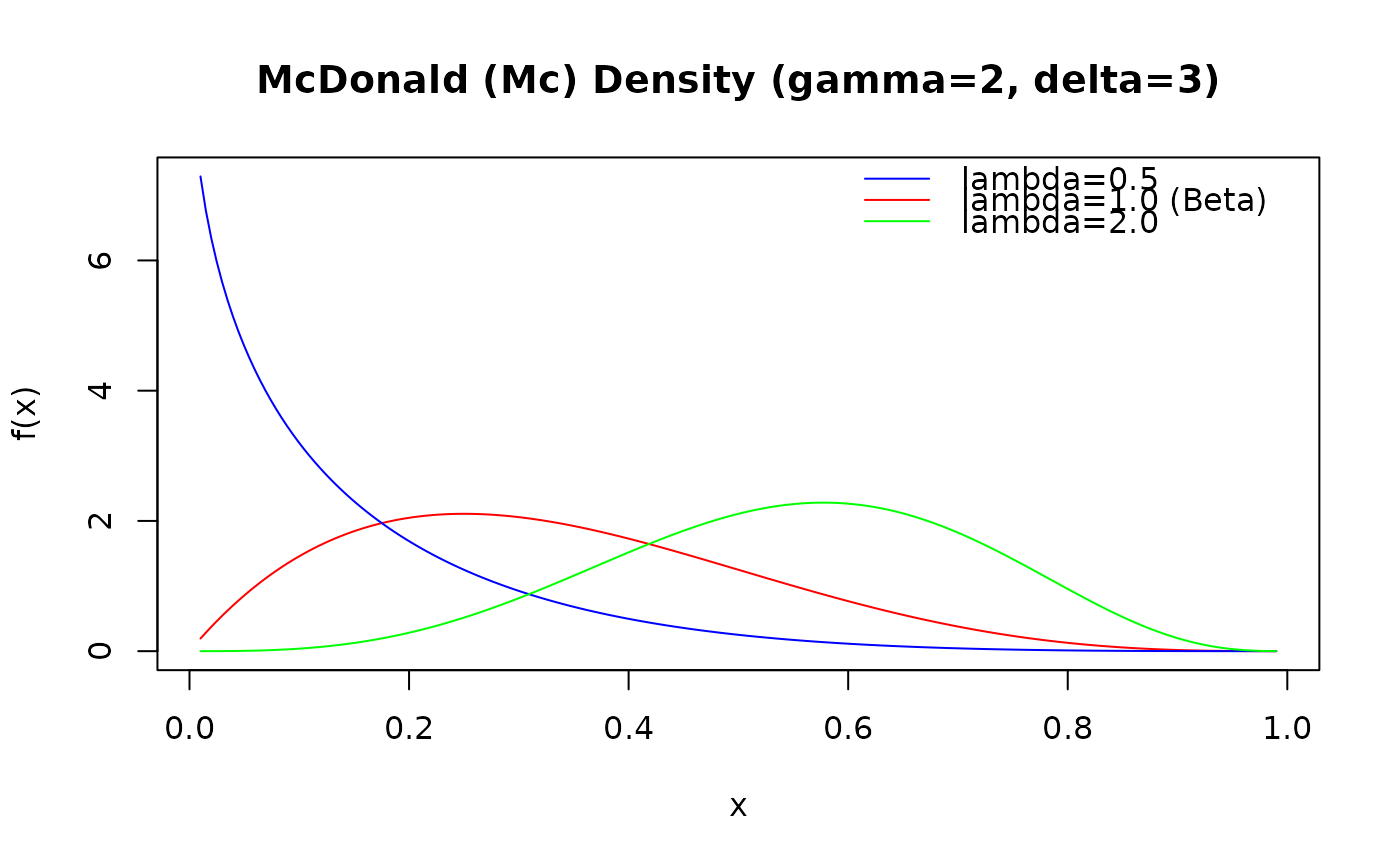 McDonald (Mc) Density (gamma=2, delta=3)
lambda=0.5
lambda=1.0 (Beta)
lambda=2.0
f(x)
6
4
2
0
0.0 0.2 0.4 0.6 0.8 1.0
x